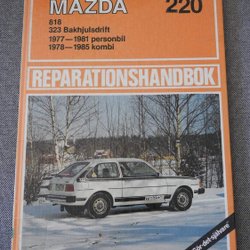 MAZDA 220
818
323 Bakhjulsdrift
1977—1981 personbil
1978—1985 kombi
REPARATIONSHANDBOK